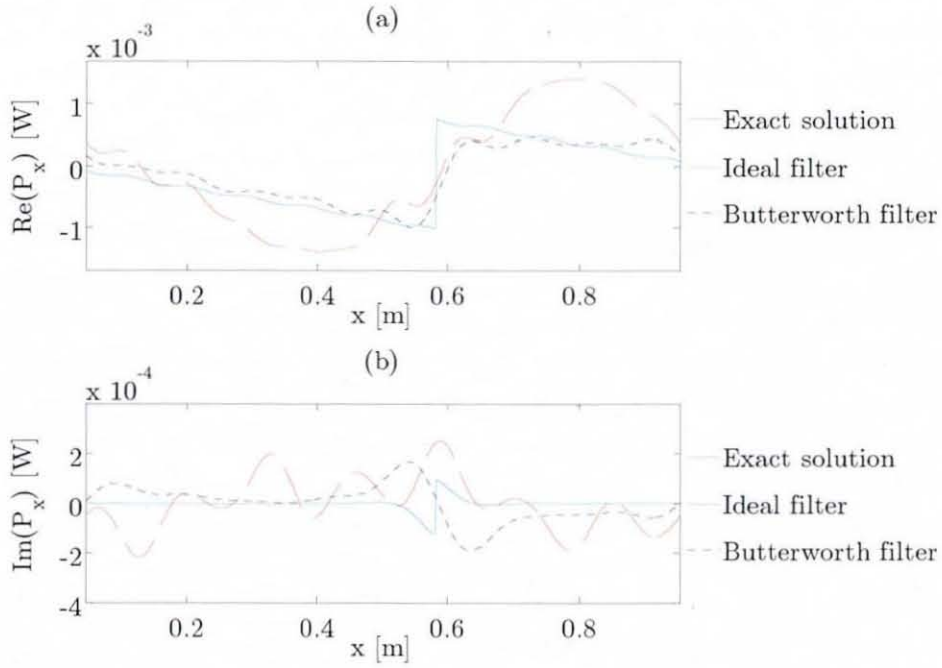 (a)
x 10^-3
Re(P_x) [W]
1
0
-1
0.2 0.4 0.6 0.8
x [m]
Exact solution
Ideal filter
Butterworth filter
(b)
x 10^-4
Im(P_x) [W]
2
0
-2
-4
0.2 0.4 0.6 0.8
x [m]
Exact solution
Ideal filter
Butterworth filter